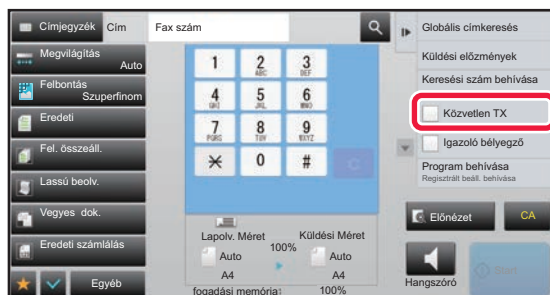 Címjegyzék
Cím
Fax szám
Megvilágítás
Auto
Felbontás
Szuperfinom
Eredeti
Fel. összeáll.
Lassú beolv.
Vegyes dok.
Eredeti számlálás
Egyéb
1
2
ABC
3
DEF
4
GHI
5
JKL
6
MNO
7
PQRS
8
TUV
9
WXYZ
0
#
C
Lapolv. Méret
100%
Küldési Méret
Auto
A4
Auto
A4
fogadási memória:
100%
Globális címkeresés
Küldési előzmények
Keresési szám behívása
Közvetlen TX
Igazoló bélyegző
Program behívása
Regisztrált beáll. behívása
Előnézet
CA
Hangszóró
Start